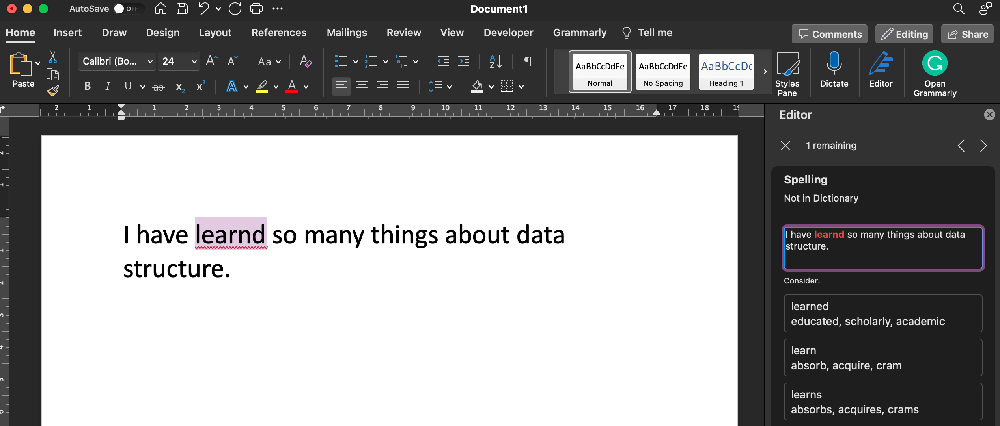 AutoSave OFF
Document1
Home Insert Draw Design Layout References Mailings Review View Developer Grammarly Tell me Comments Editing Share
Calibri (Bo... 24 Aa AaBbCcDdEe AaBbCcDdEe AaBbCcDc
Paste B I U ab x2 x2 A A Normal No Spacing Heading 1 Styles Pane Dictate Editor Open Grammarly
2 1 1 2 3 4 5 6 7 8 9 10 11 12 13 14 15 16 17 18
I have learnd so many things about data
structure.
Editor
1 remaining
Spelling
Not in Dictionary
I have learnd so many things about data
structure.
Consider:
learned
educated, scholarly, academic
learn
absorb, acquire, cram
learns
absorbs, acquires, crams